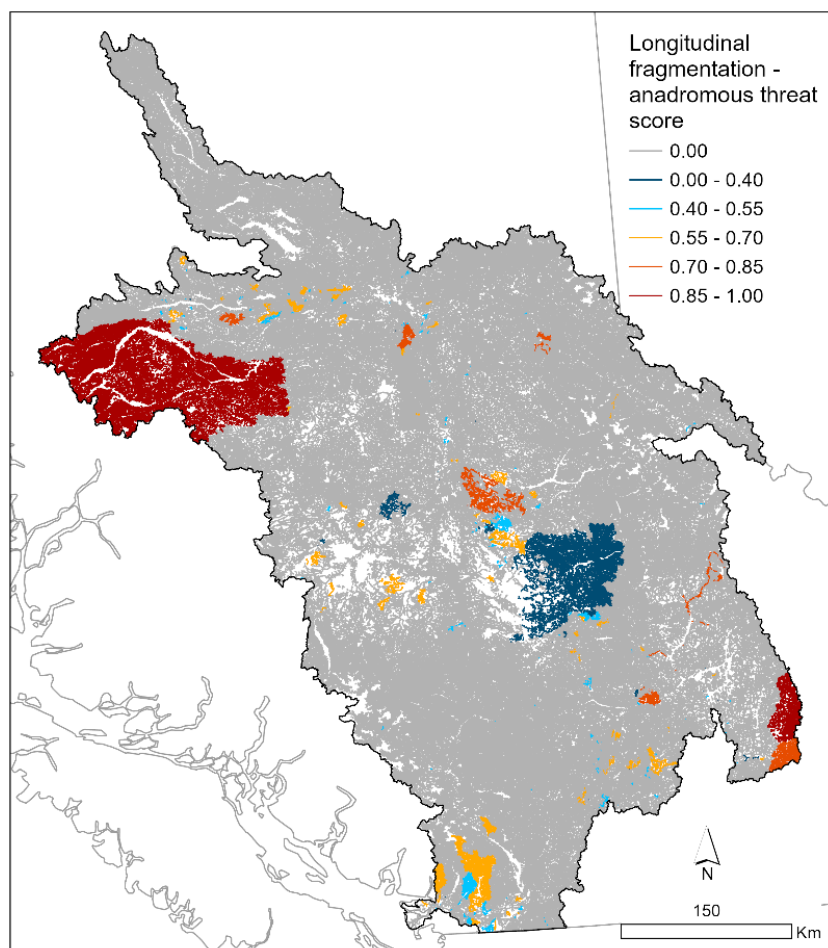 Longitudinal
fragmentation -
anadromous threat
score
0.00
0.00 - 0.40
0.40 - 0.55
0.55 - 0.70
0.70 - 0.85
0.85 - 1.00
N
150
Km